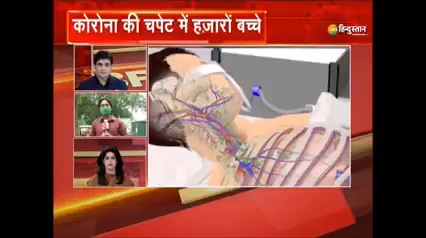 कोरोना की चपेट में हज़ारों बच्चे
हिन्दुस्तान